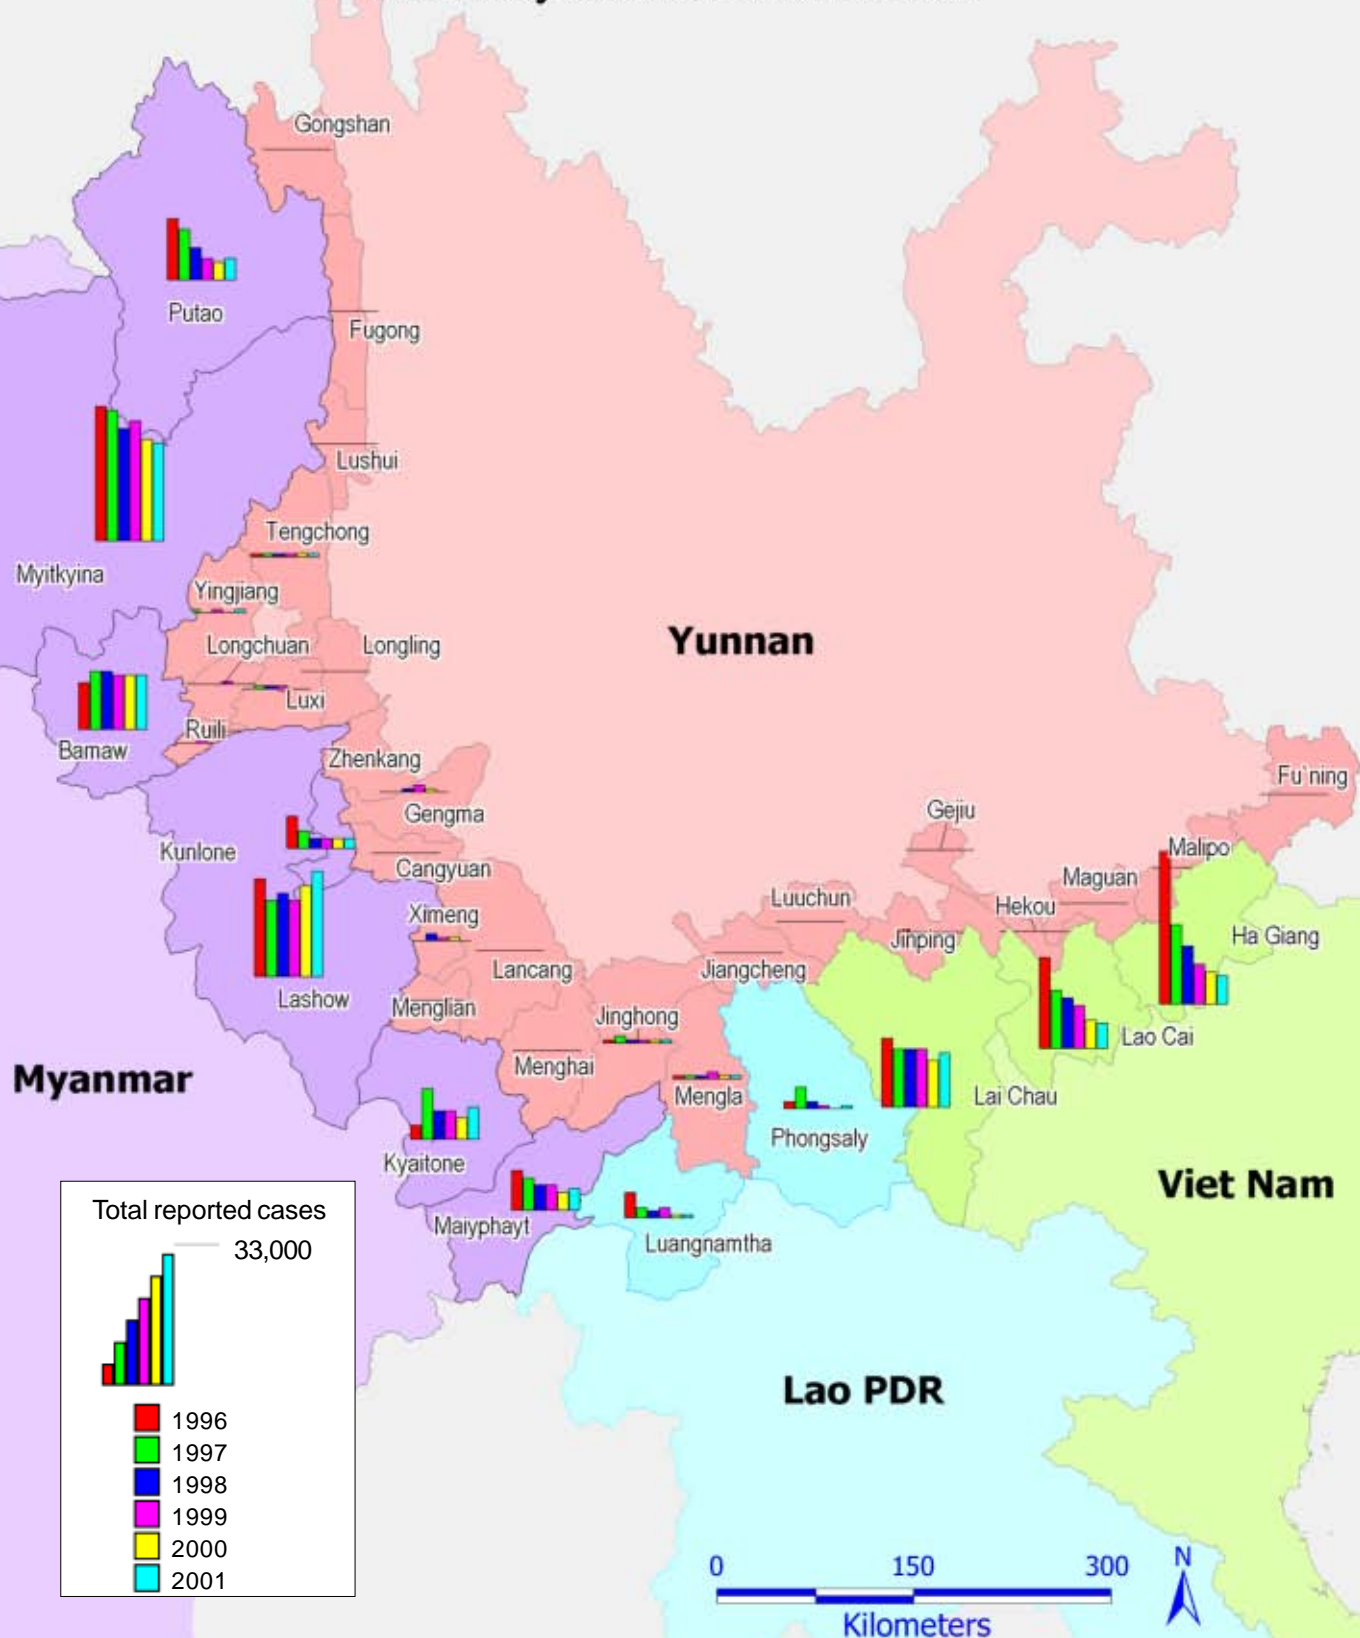 Gongshan
Putao
Fugong
Lushui
Tengchong
Myitkyina
Yingjiang
Longchuan
Longling
Yunnan
Luxi
Ruili
Bamaw
Zhenkang
Fu'ning
Gengma
Gejiu
Kunlone
Malipo
Cangyuan
Maguan
Luuchun
Hekou
Ximeng
Jinping
Ha Giang
Lancang
Jiangcheng
Lashow
Menglian
Jinghong
Lao Cai
Menghai
Myanmar
Mengla
Lai Chau
Phongsaly
Kyaitone
Viet Nam
Maiyphayt
Luangnamtha
Total reported cases
33,000
Lao PDR
1996
1997
1998
1999
2000
2001
0 150 300
N
Kilometers